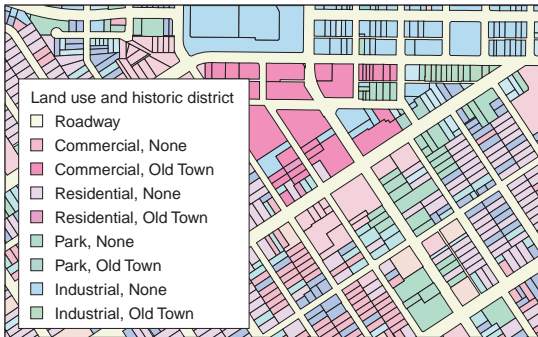 Land use and historic district
Roadway
Commercial, None
Commercial, Old Town
Residential, None
Residential, Old Town
Park, None
Park, Old Town
Industrial, None
Industrial, Old Town